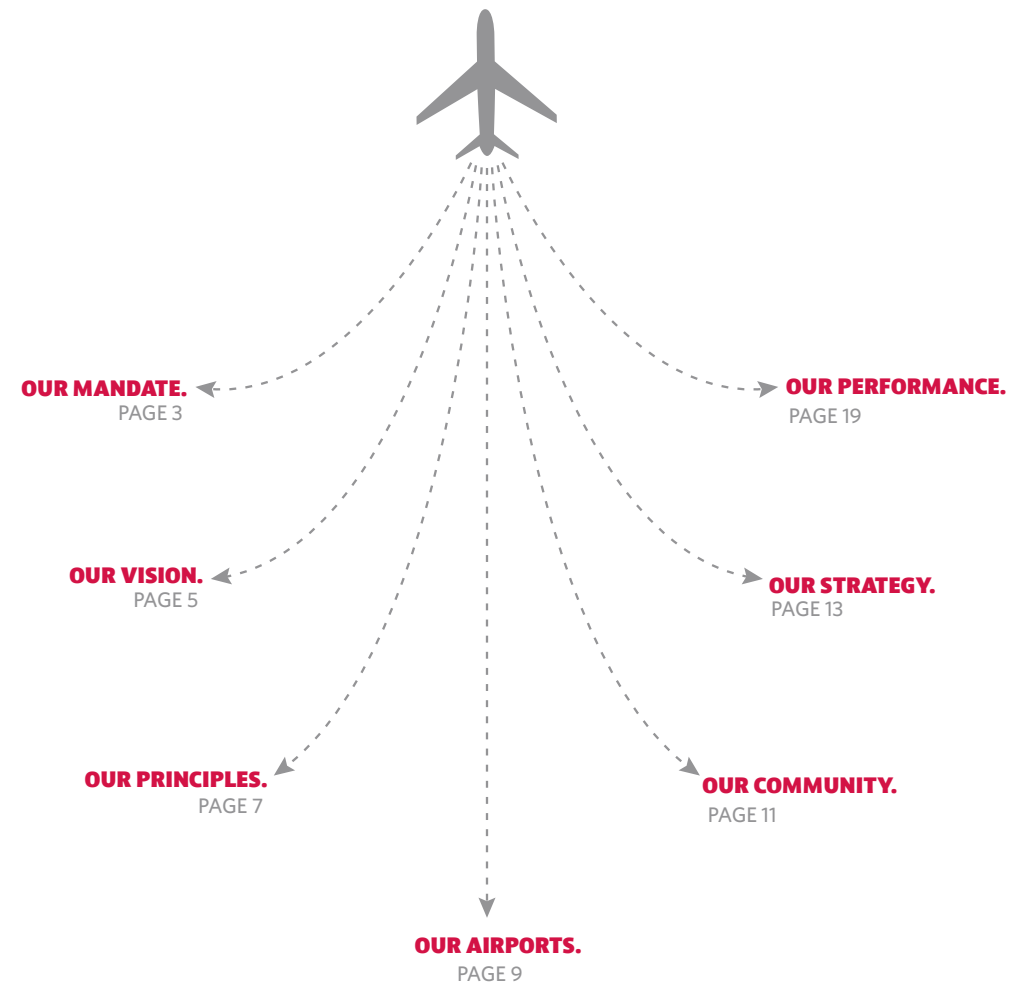 OUR MANDATE.
PAGE 3
OUR VISION.
PAGE 5
OUR PRINCIPLES.
PAGE 7
OUR AIRPORTS.
PAGE 9
OUR COMMUNITY.
PAGE 11
OUR STRATEGY.
PAGE 13
OUR PERFORMANCE.
PAGE 19